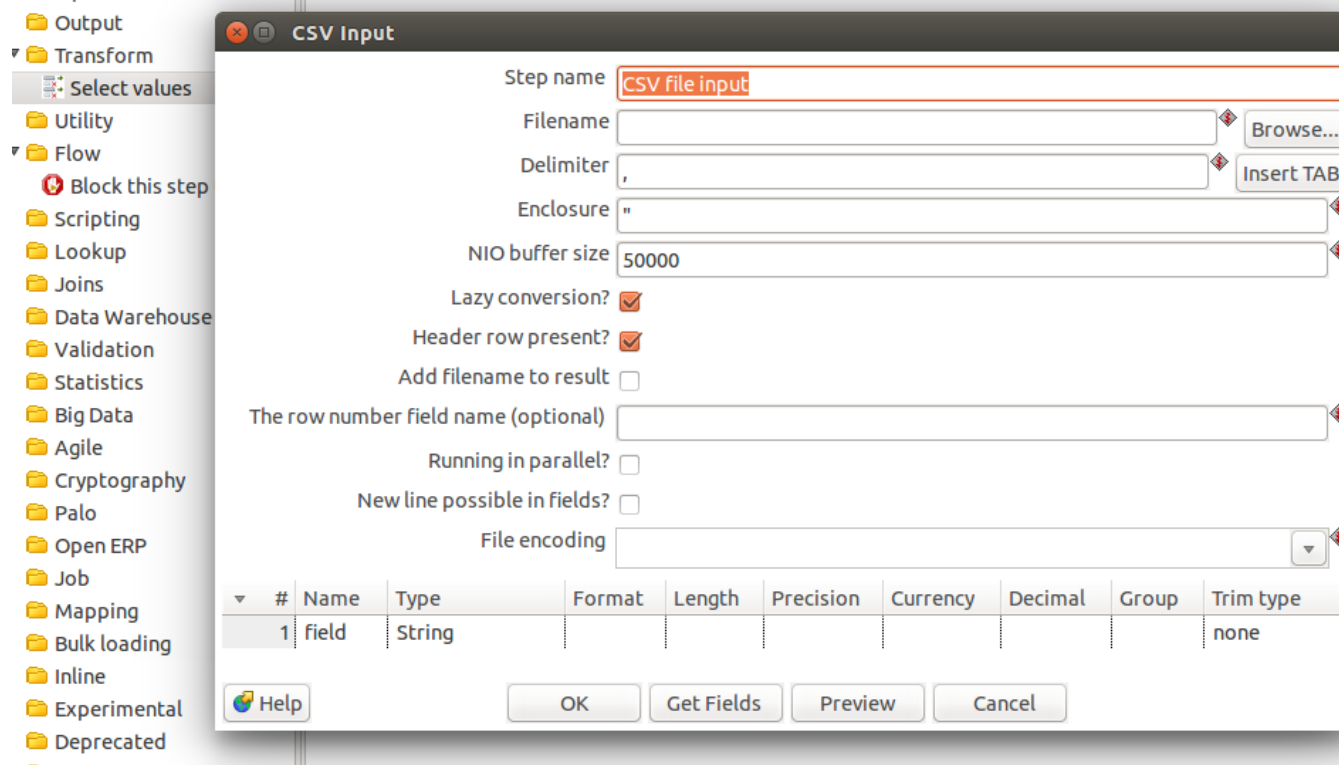 Output
Transform
Select values
Utility
Flow
Block this step
Scripting
Lookup
Joins
Data Warehouse
Validation
Statistics
Big Data
Agile
Cryptography
Palo
Open ERP
Job
Mapping
Bulk loading
Inline
Experimental
Deprecated
CSV Input
Step name CSV file input
Filename Browse...
Delimiter , Insert TAB
Enclosure "
NIO buffer size 50000
Lazy conversion?
Header row present?
Add filename to result
The row number field name (optional)
Running in parallel?
New line possible in fields?
File encoding
# Name Type Format Length Precision Currency Decimal Group Trim type
1 field String none
Help OK Get Fields Preview Cancel